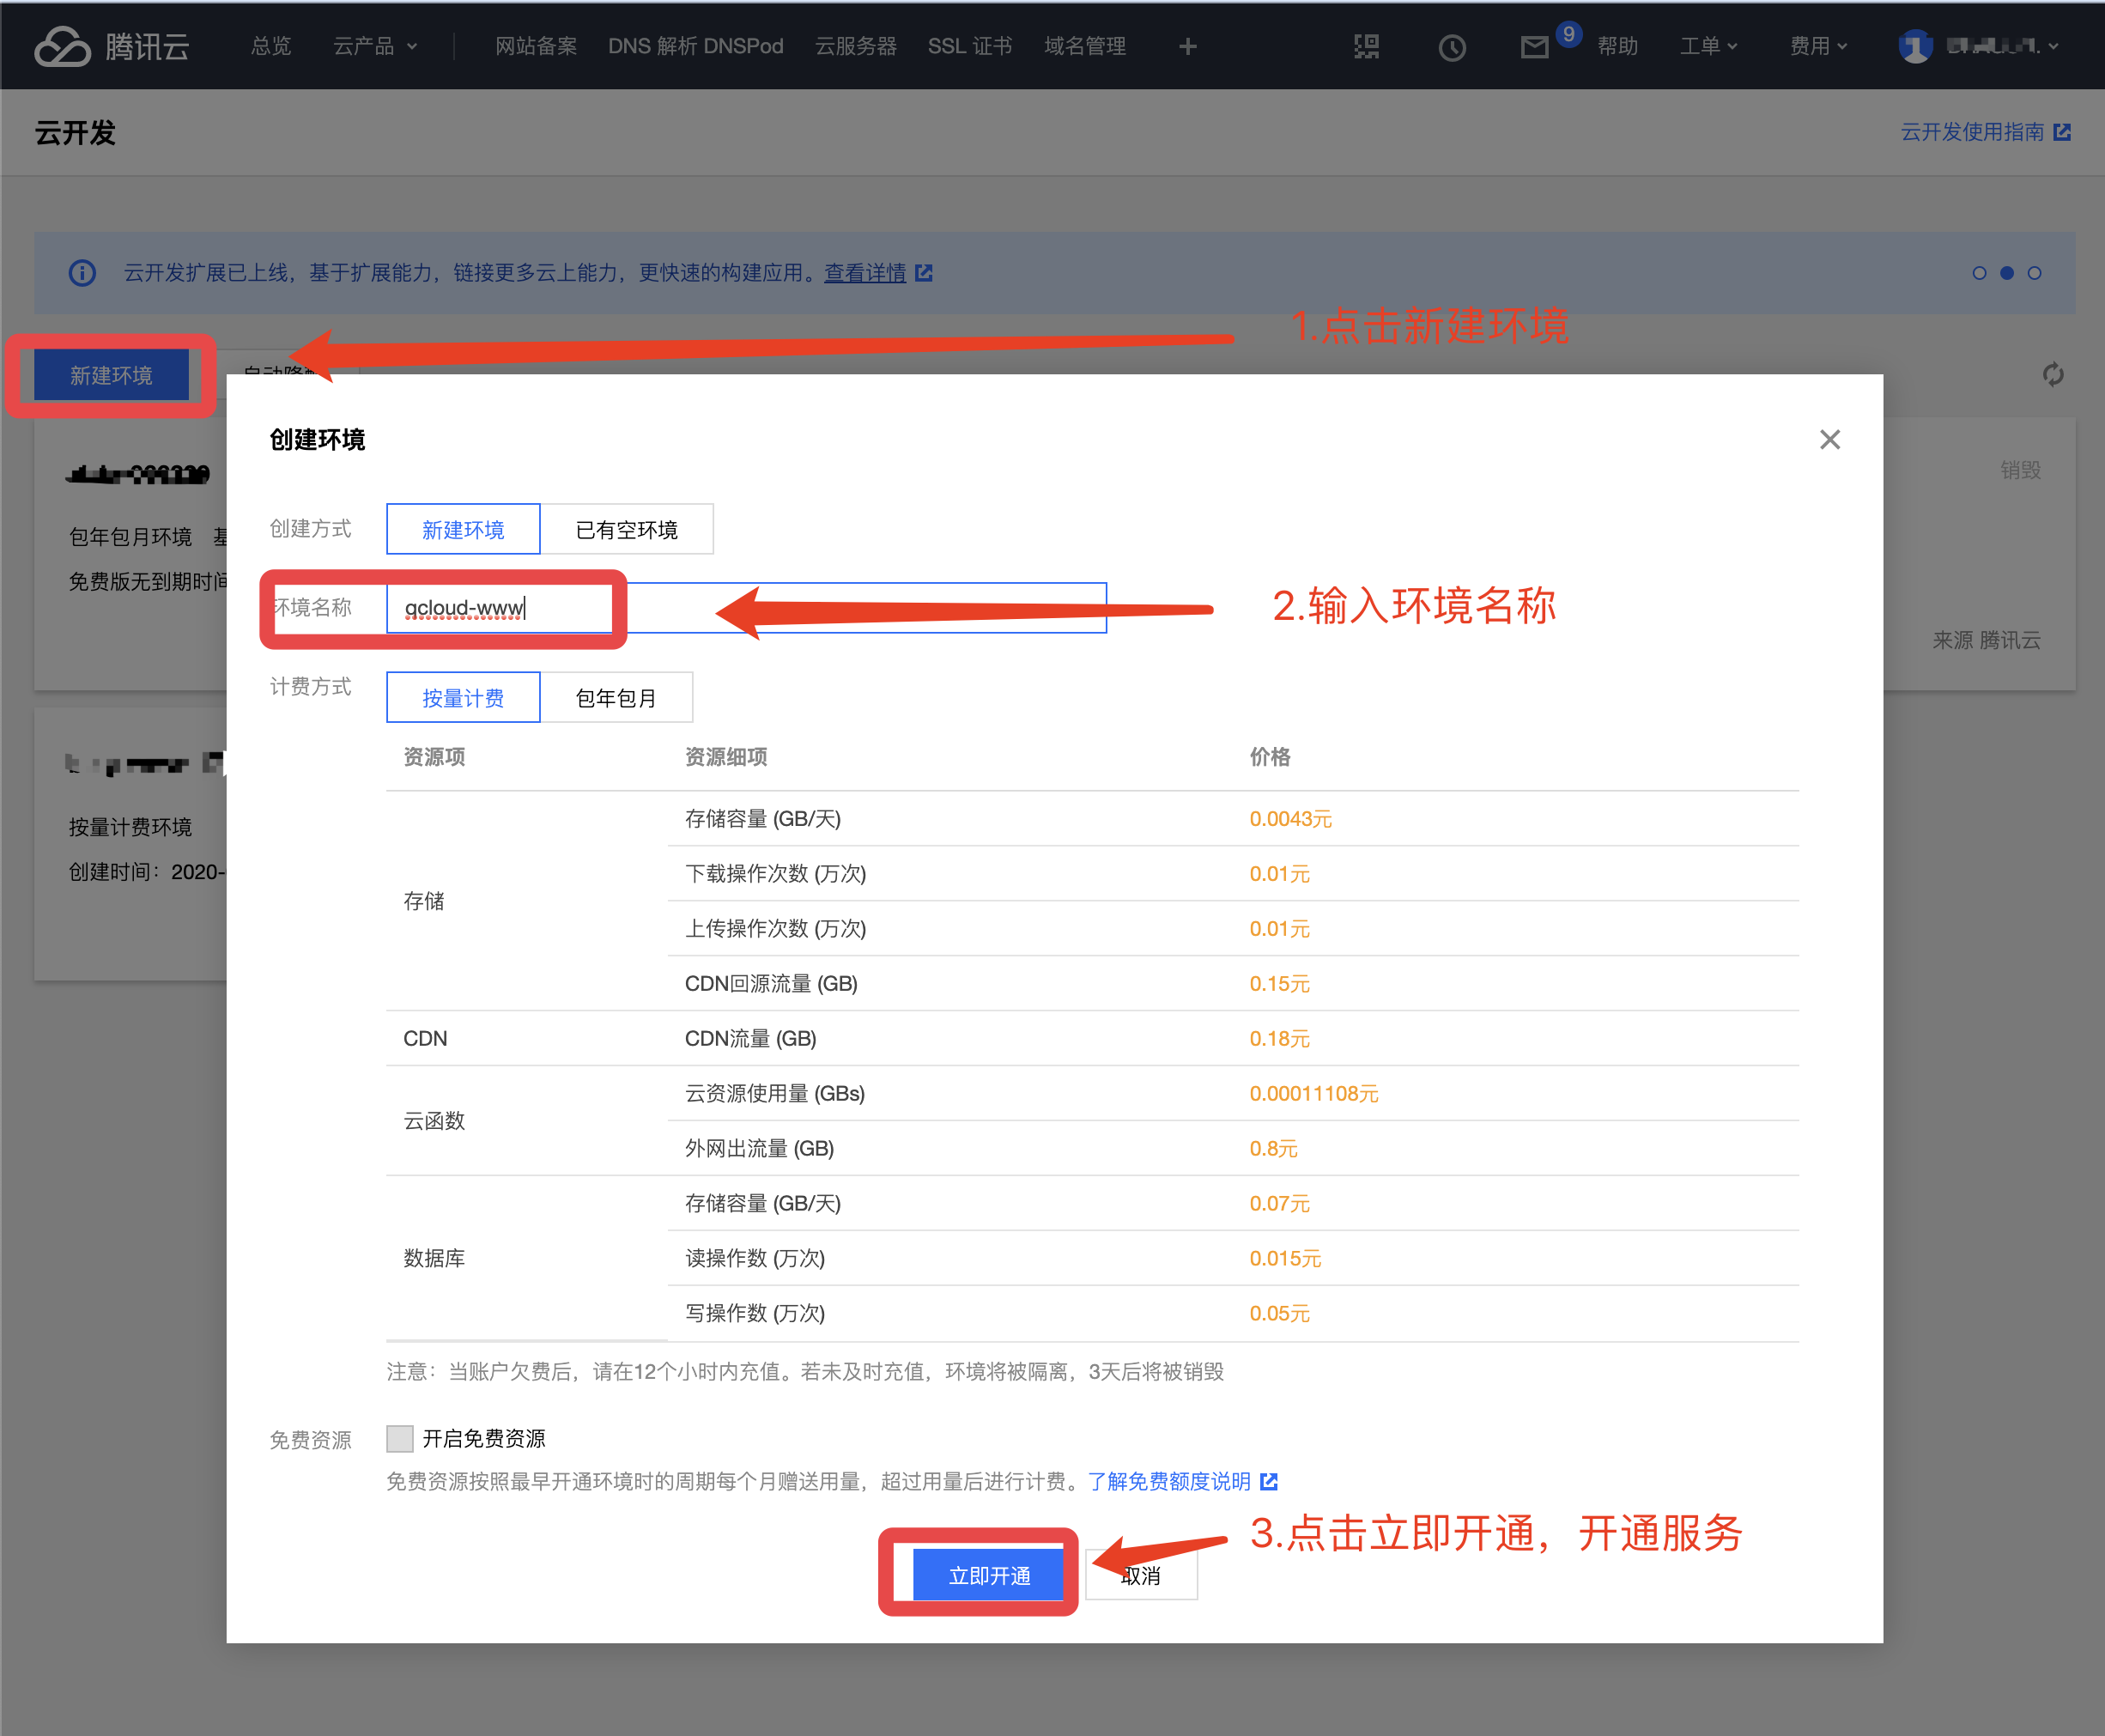 腾讯云 总览 云产品 网站备案 DNS 解析 DNSPod 云服务器 SSL 证书 域名管理 9 帮助 工单 费用
云开发 云开发使用指南
云开发扩展已上线，基于扩展能力，链接更多云上能力，更快速的构建应用。查看详情
1.点击新建环境
新建环境
创建环境
销毁
创建方式 新建环境 已有空环境
包年包月环境
免费版无到期时间
环境名称 qcloud-www
2.输入环境名称
来源 腾讯云
计费方式 按量计费 包年包月
资源项 资源细项 价格
按量计费环境
创建时间：2020-
存储
存储容量 (GB/天) 0.0043元
下载操作次数 (万次) 0.01元
上传操作次数 (万次) 0.01元
CDN回源流量 (GB) 0.15元
CDN CDN流量 (GB) 0.18元
云函数
云资源使用量 (GBs) 0.00011108元
外网出流量 (GB) 0.8元
数据库
存储容量 (GB/天) 0.07元
读操作数 (万次) 0.015元
写操作数 (万次) 0.05元
注意：当账户欠费后，请在12个小时内充值。若未及时充值，环境将被隔离，3天后将被销毁
免费资源 开启免费资源
免费资源按照最早开通环境时的周期每个月赠送用量，超过用量后进行计费。了解免费额度说明
3.点击立即开通，开通服务
立即开通 取消